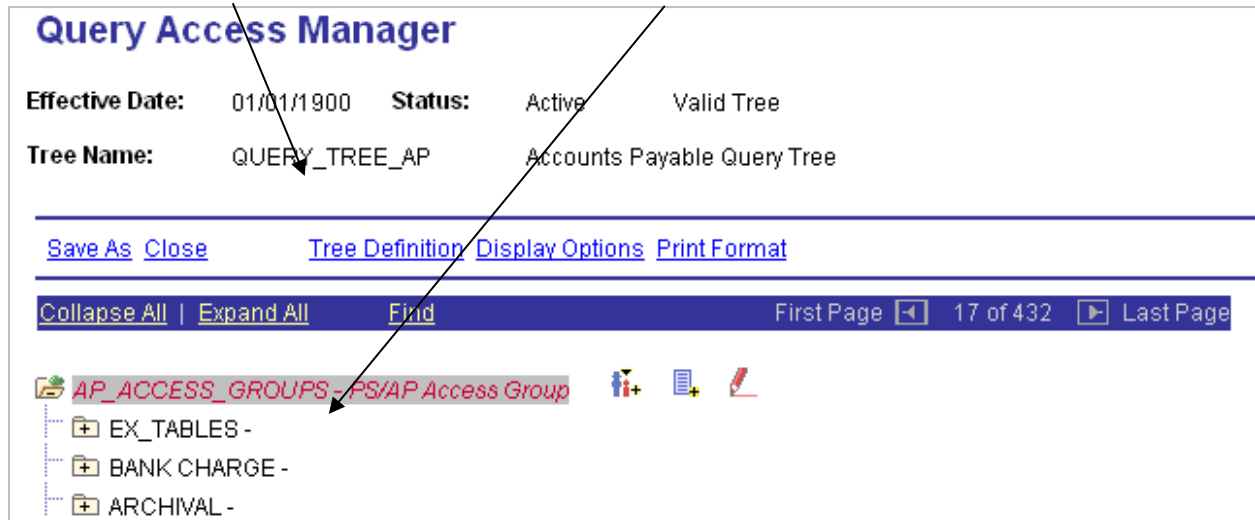 Query Access Manager
Effective Date: 01/01/1900 Status: Active Valid Tree
Tree Name: QUERY_TREE_AP Accounts Payable Query Tree
Save As Close Tree Definition Display Options Print Format
Collapse All | Expand All Find First Page 17 of 432 Last Page
AP_ACCESS_GROUPS - PS/AP Access Group
EX_TABLES -
BANK CHARGE -
ARCHIVAL -